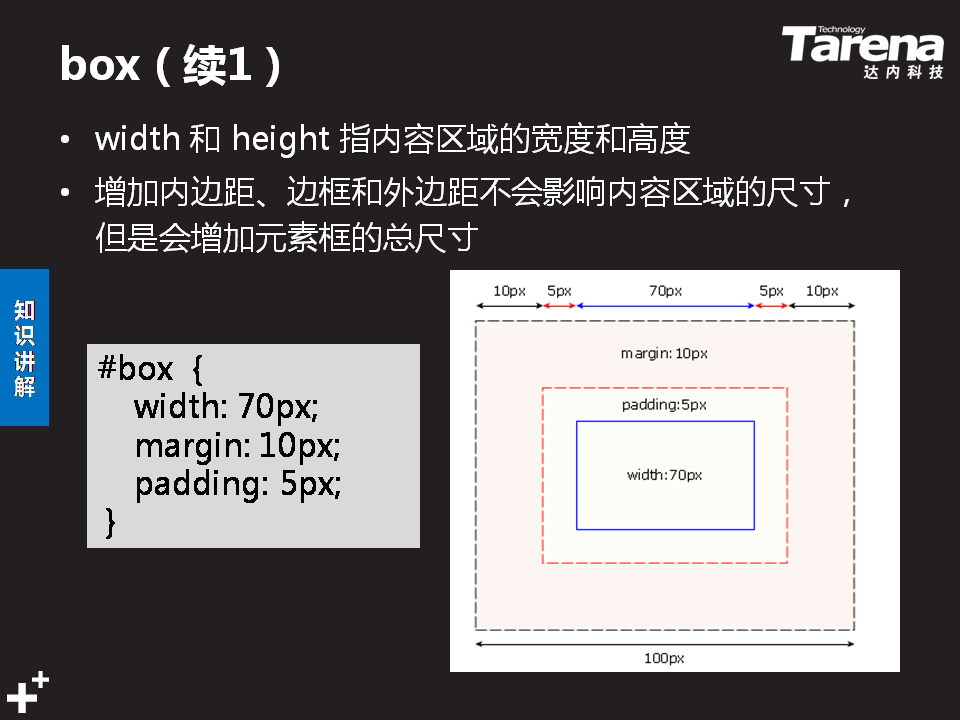 box（续1）
Technology
Tarena
达内科技
• width 和 height 指内容区域的宽度和高度
• 增加内边距、边框和外边距不会影响内容区域的尺寸，
但是会增加元素框的总尺寸
知识讲解
#box {
width: 70px;
margin: 10px;
padding: 5px;
}
10px 5px 70px 5px 10px
margin: 10px
padding:5px
width:70px
100px